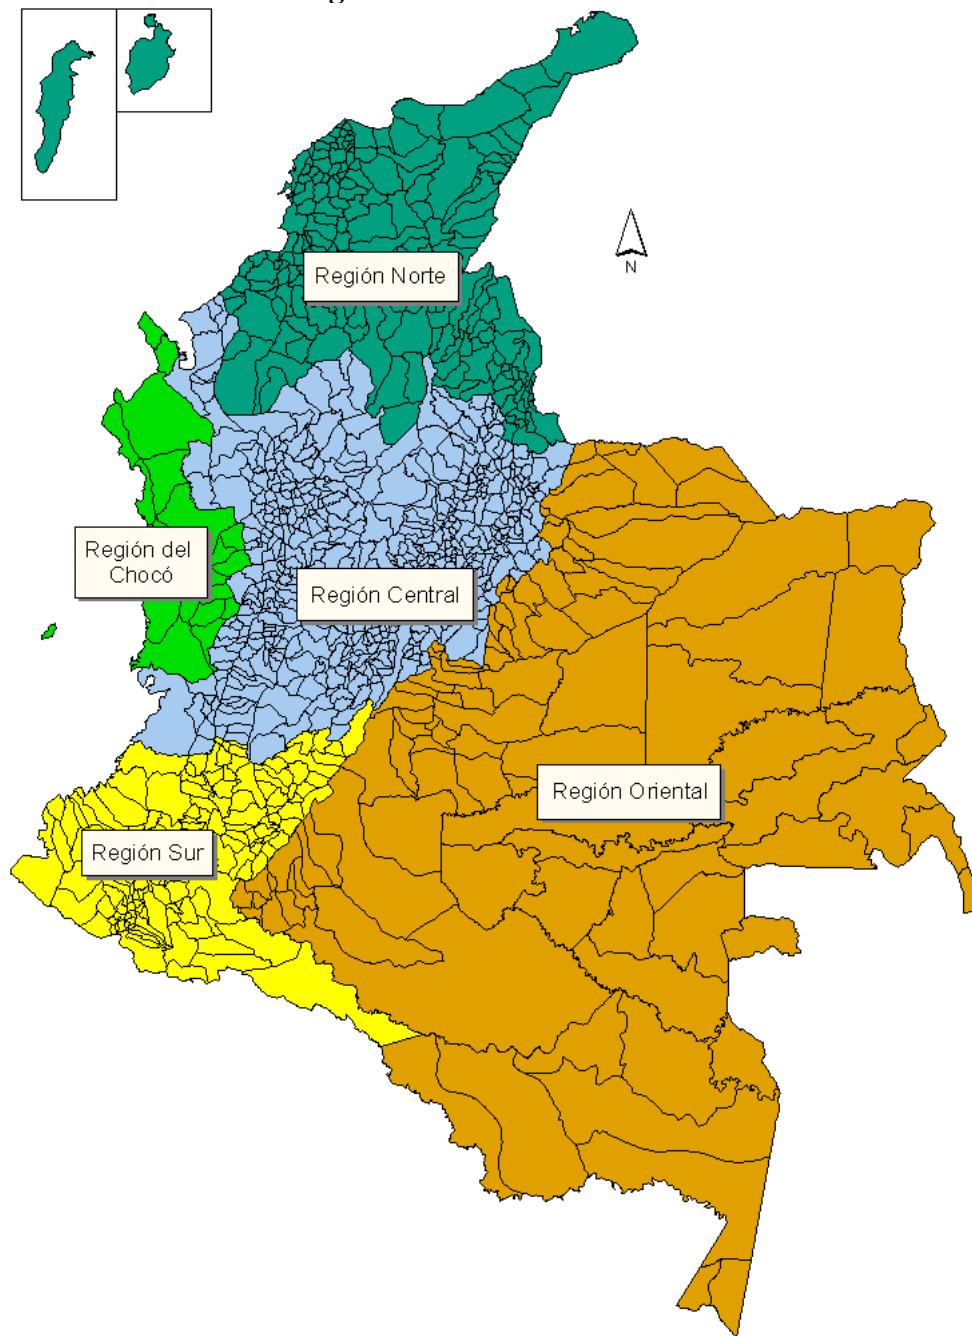 Región Norte
N
Región del
Chocó
Región Central
Región Oriental
Región Sur